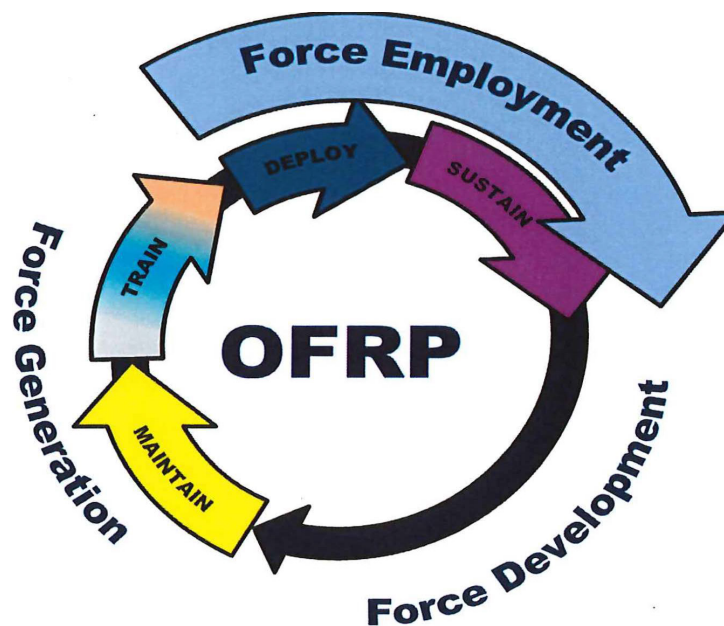 Force Employment
DEPLOY
SUSTAIN
TRAIN
OFRP
Force Generation
MAINTAIN
Force Development